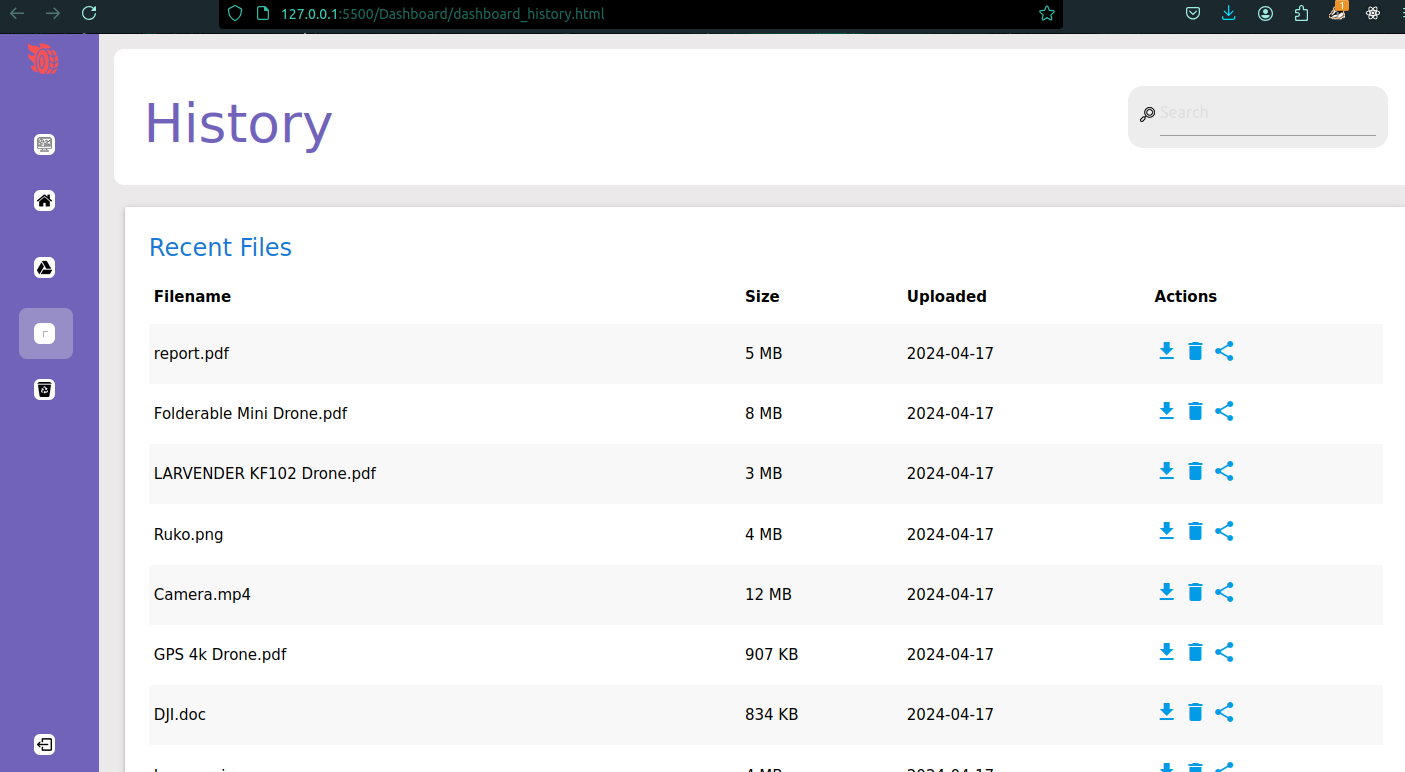 127.0.0.1:5500/Dashboard/dashboard_history.html
1
History
Search
Recent Files
Filename Size Uploaded Actions
report.pdf 5 MB 2024-04-17
Folderable Mini Drone.pdf 8 MB 2024-04-17
LARVENDER KF102 Drone.pdf 3 MB 2024-04-17
Ruko.png 4 MB 2024-04-17
Camera.mp4 12 MB 2024-04-17
GPS 4k Drone.pdf 907 KB 2024-04-17
DJI.doc 834 KB 2024-04-17
4 MB 2024-04-17